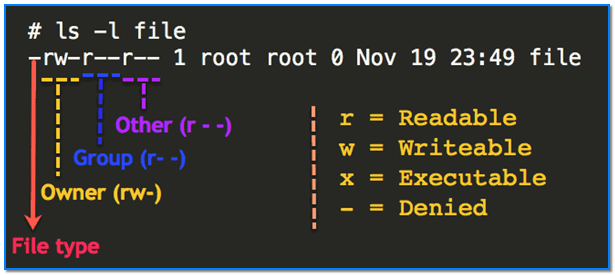 # ls -l file
-rw-r--r-- 1 root root 0 Nov 19 23:49 file
Other (r - -)
Group (r- -)
Owner (rw-)
File type
r = Readable
w = Writeable
x = Executable
- = Denied